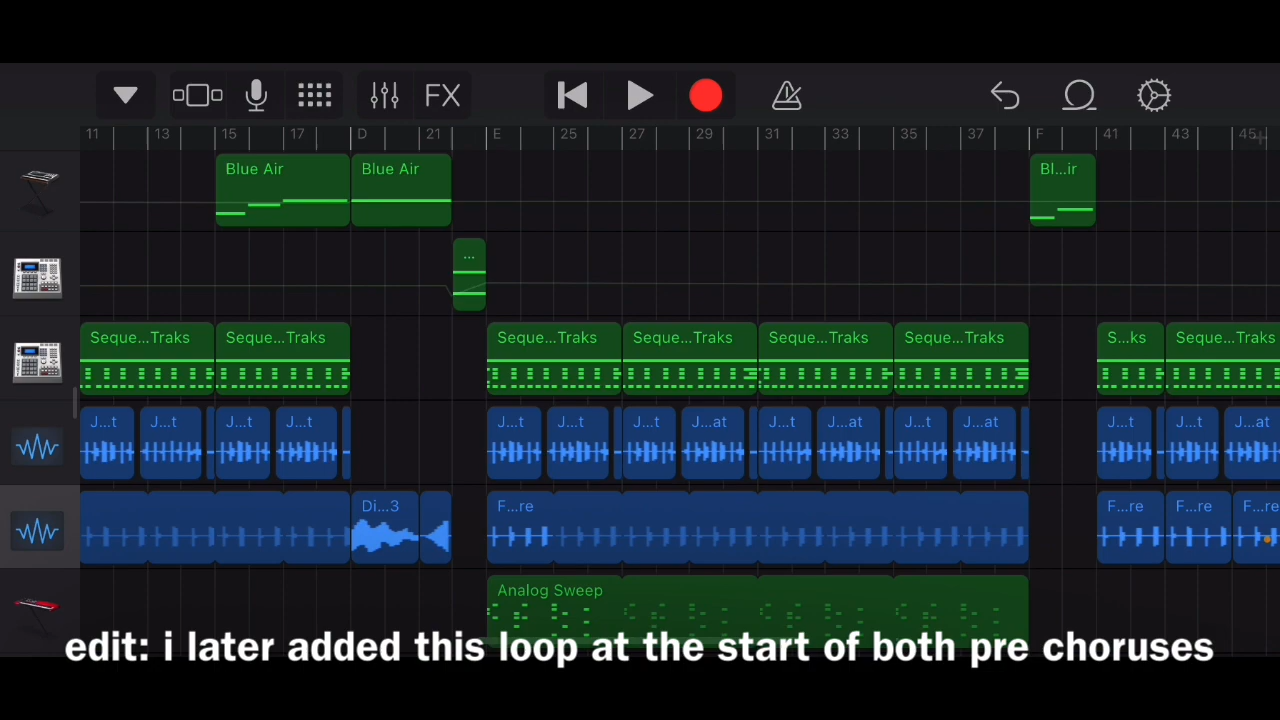 FX
11 13 15 17 D 21 E 25 27 29 31 33 35 37 F 41 43 45
Blue Air Blue Air Bl...ir
...
Seque...Traks Seque...Traks Seque...Traks Seque...Traks Seque...Traks Seque...Traks S...ks Seque...Traks
J...t J...t J...t J...t J...t J...t J...t J...at J...t J...at J...t J...at J...t J...t J...at
Di...3 F...re F...re F...re F...re
Analog Sweep
edit: i later added this loop at the start of both pre choruses